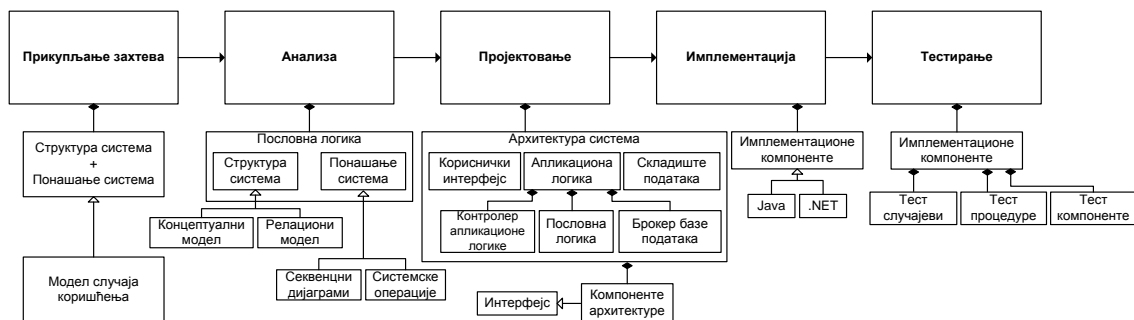 Прикупљање захтева
Анализа
Пројектовање
Имплементација
Тестирање
Структура система
+
Понашање система
Модел случаја
коришћења
Пословна логика
Структура
система
Понашање
система
Концептуални
модел
Релациони
модел
Секвенцни
дијаграми
Системске
операције
Архитектура система
Кориснички
интерфејс
Апликациона
логика
Складиште
података
Контролер
апликационе
логике
Пословна
логика
Брокер базе
података
Интерфејс
Компоненте
архитектуре
Имплементационе
компоненте
Java
.NET
Имплементационе
компоненте
Тест
случајеви
Тест
процедуре
Тест
компоненте